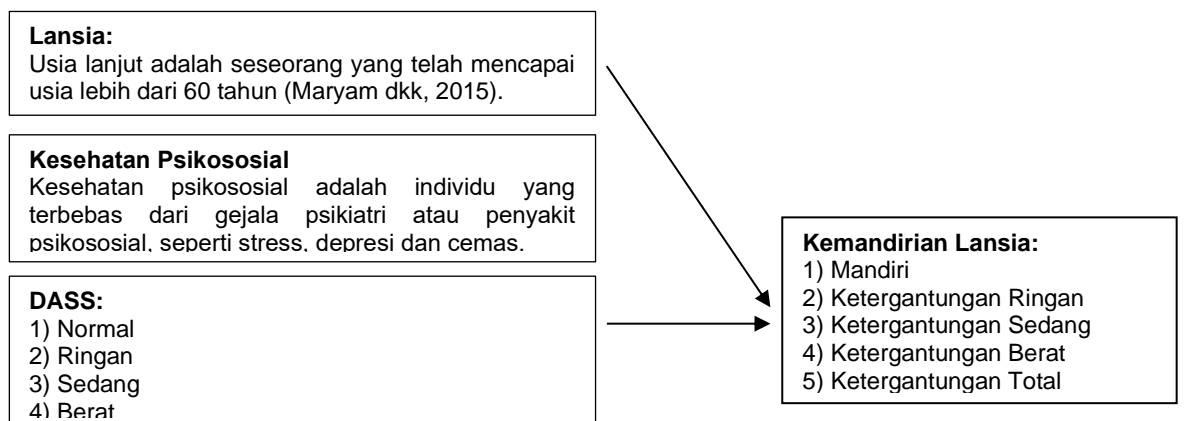 Lansia:
Usia lanjut adalah seseorang yang telah mencapai
usia lebih dari 60 tahun (Maryam dkk, 2015).
Kesehatan Psikososial
Kesehatan psikososial adalah individu yang
terbebas dari gejala psikiatri atau penyakit
psikososial, seperti stress, depresi dan cemas.
DASS:
1) Normal
2) Ringan
3) Sedang
4) Berat
Kemandirian Lansia:
1) Mandiri
2) Ketergantungan Ringan
3) Ketergantungan Sedang
4) Ketergantungan Berat
5) Ketergantungan Total